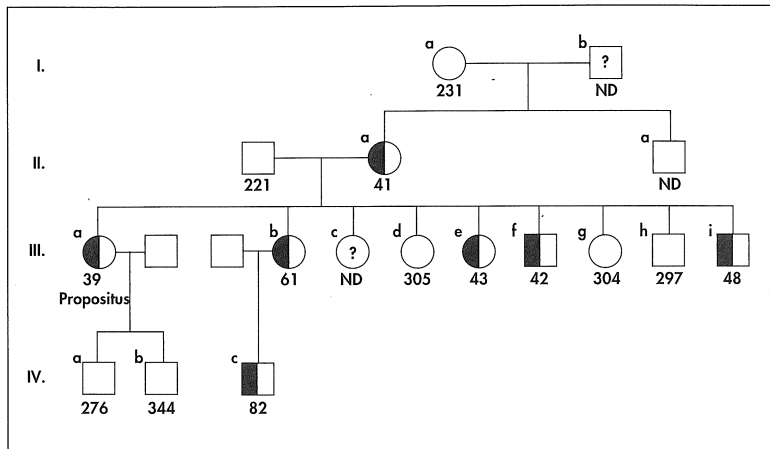 I.
a
b
?
231
ND
II.
a
a
221
41
ND
III.
a
b
c
d
e
f
g
h
i
?
39
61
ND
305
43
42
304
297
48
Propositus
IV.
a
b
c
276
344
82